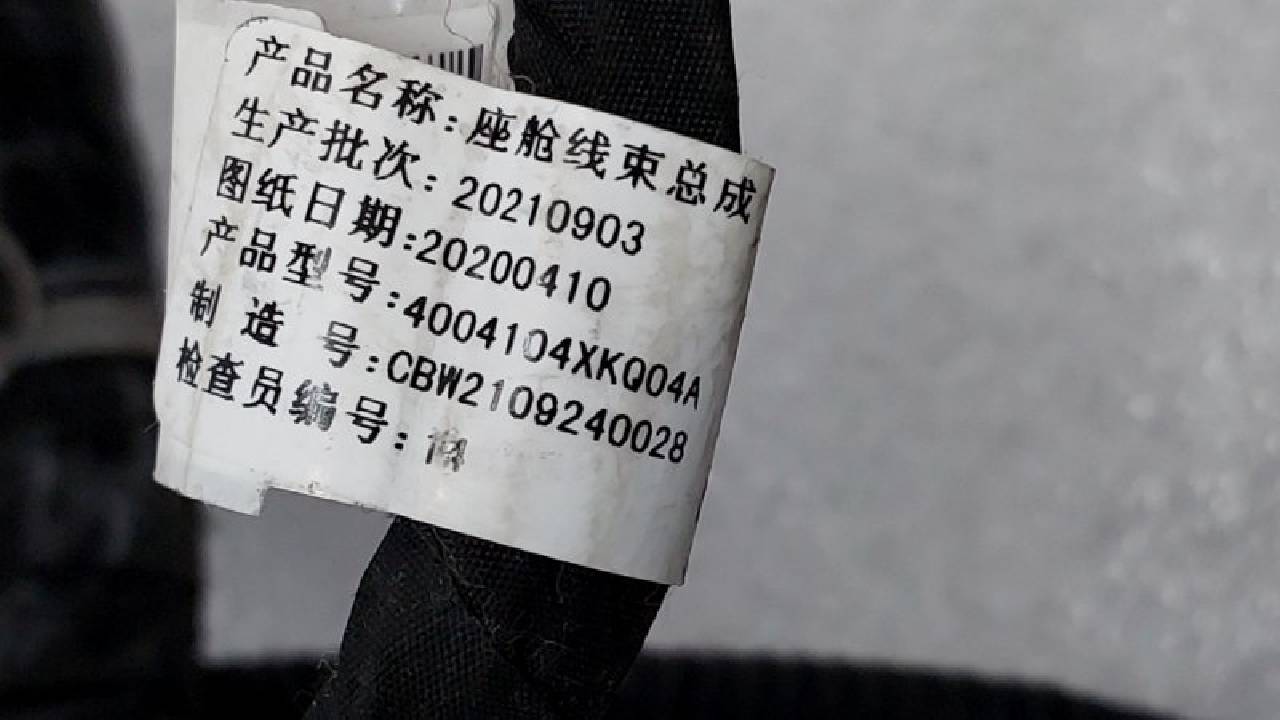 产品名称:座舱线束总成
生产批次: 20210903
图纸日期:20200410
产品型号:4004104XKQ04A
制 造 号:CBW2109240028
检查员编号: